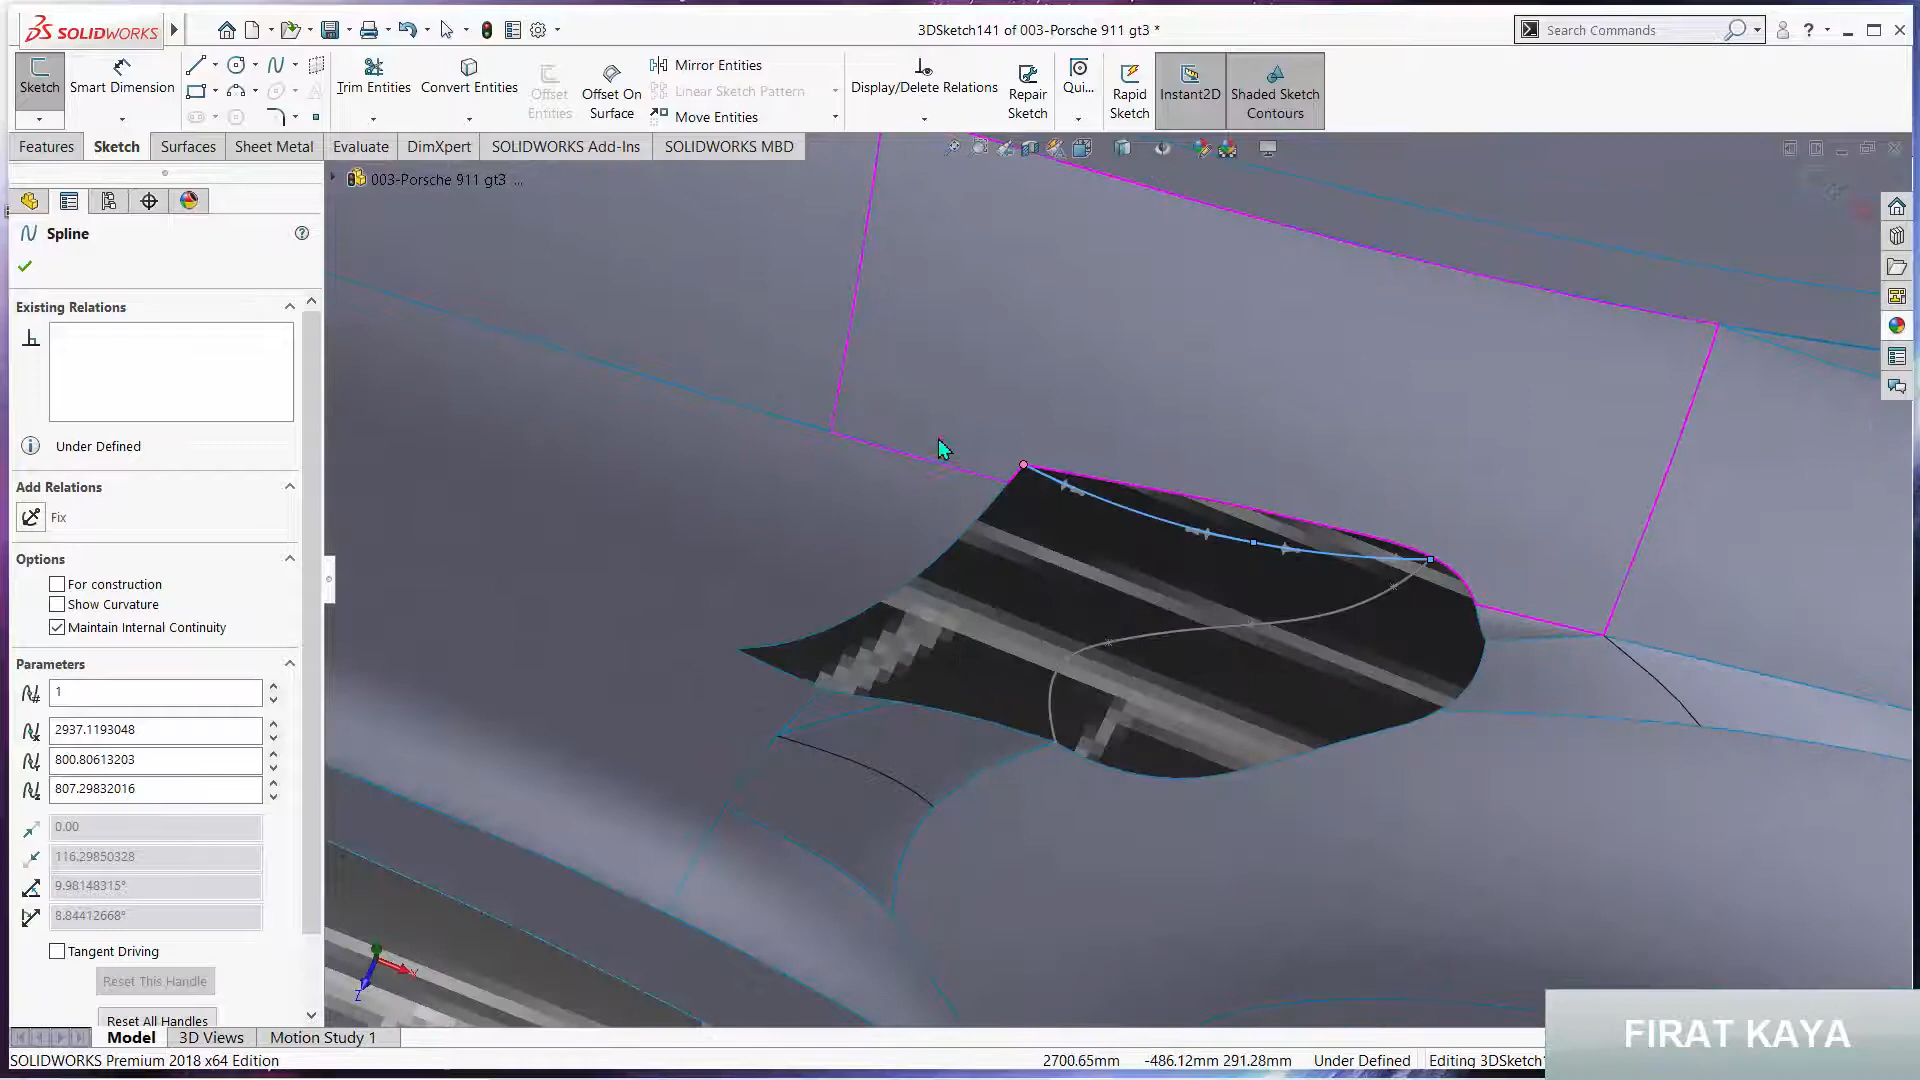 SOLIDWORKS
3DSketch141 of 003-Porsche 911 gt3 *
Search Commands
Sketch
Smart Dimension
Trim Entities
Convert Entities
Offset Entities
Offset On Surface
Mirror Entities
Linear Sketch Pattern
Move Entities
Display/Delete Relations
Repair Sketch
Qui...
Rapid Sketch
Instant2D
Shaded Sketch Contours
Features
Sketch
Surfaces
Sheet Metal
Evaluate
DimXpert
SOLIDWORKS Add-Ins
SOLIDWORKS MBD
003-Porsche 911 gt3 ...
Spline
Existing Relations
Under Defined
Add Relations
Fix
Options
For construction
Show Curvature
Maintain Internal Continuity
Parameters
1
2937.1193048
800.80613203
807.29832016
0.00
116.29850328
9.98148315°
8.84412668°
Tangent Driving
Reset This Handle
Reset All Handles
Z
Model
3D Views
Motion Study 1
SOLIDWORKS Premium 2018 x64 Edition
2700.65mm
-486.12mm 291.28mm
Under Defined
Editing 3DSketch1
FIRAT KAYA